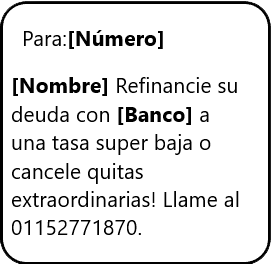 Para:[Número]
[Nombre] Refinancie su
deuda con [Banco] a
una tasa super baja o
cancele quitas
extraordinarias! Llame al
01152771870.